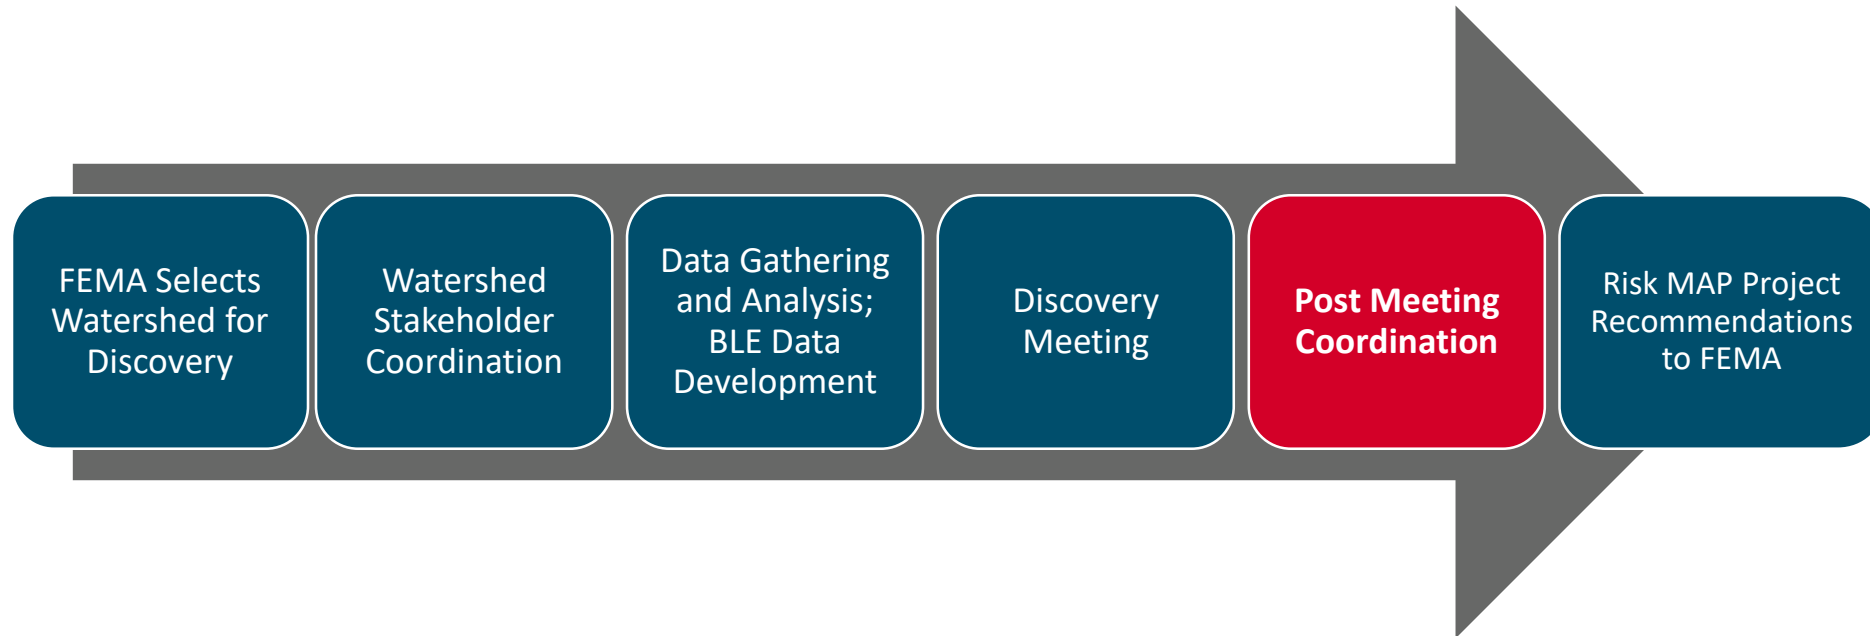 FEMA Selects
Watershed for
Discovery
Watershed
Stakeholder
Coordination
Data Gathering
and Analysis;
BLE Data
Development
Discovery
Meeting
Post Meeting
Coordination
Risk MAP Project
Recommendations
to FEMA